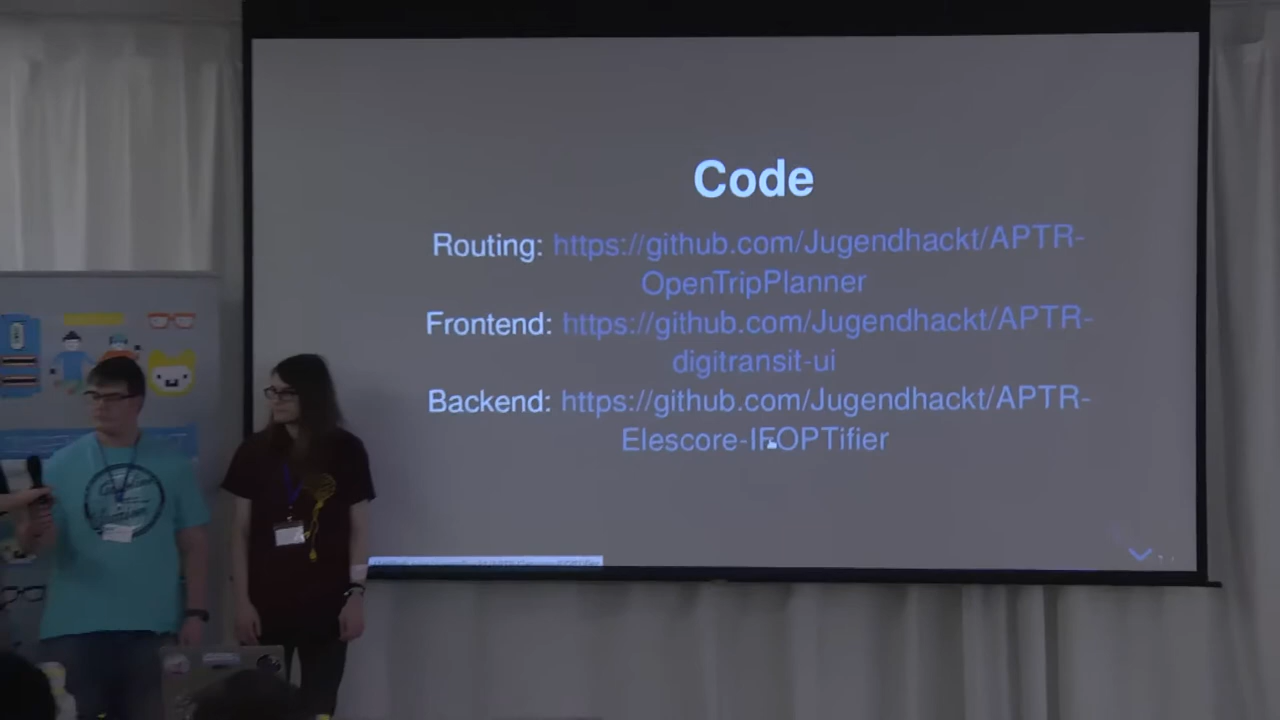 Code
Routing: https://github.com/Jugendhackt/APTR-
OpenTripPlanner
Frontend: https://github.com/Jugendhackt/APTR-
digitransit-ui
Backend: https://github.com/Jugendhackt/APTR-
Elescore-IFOPTifier